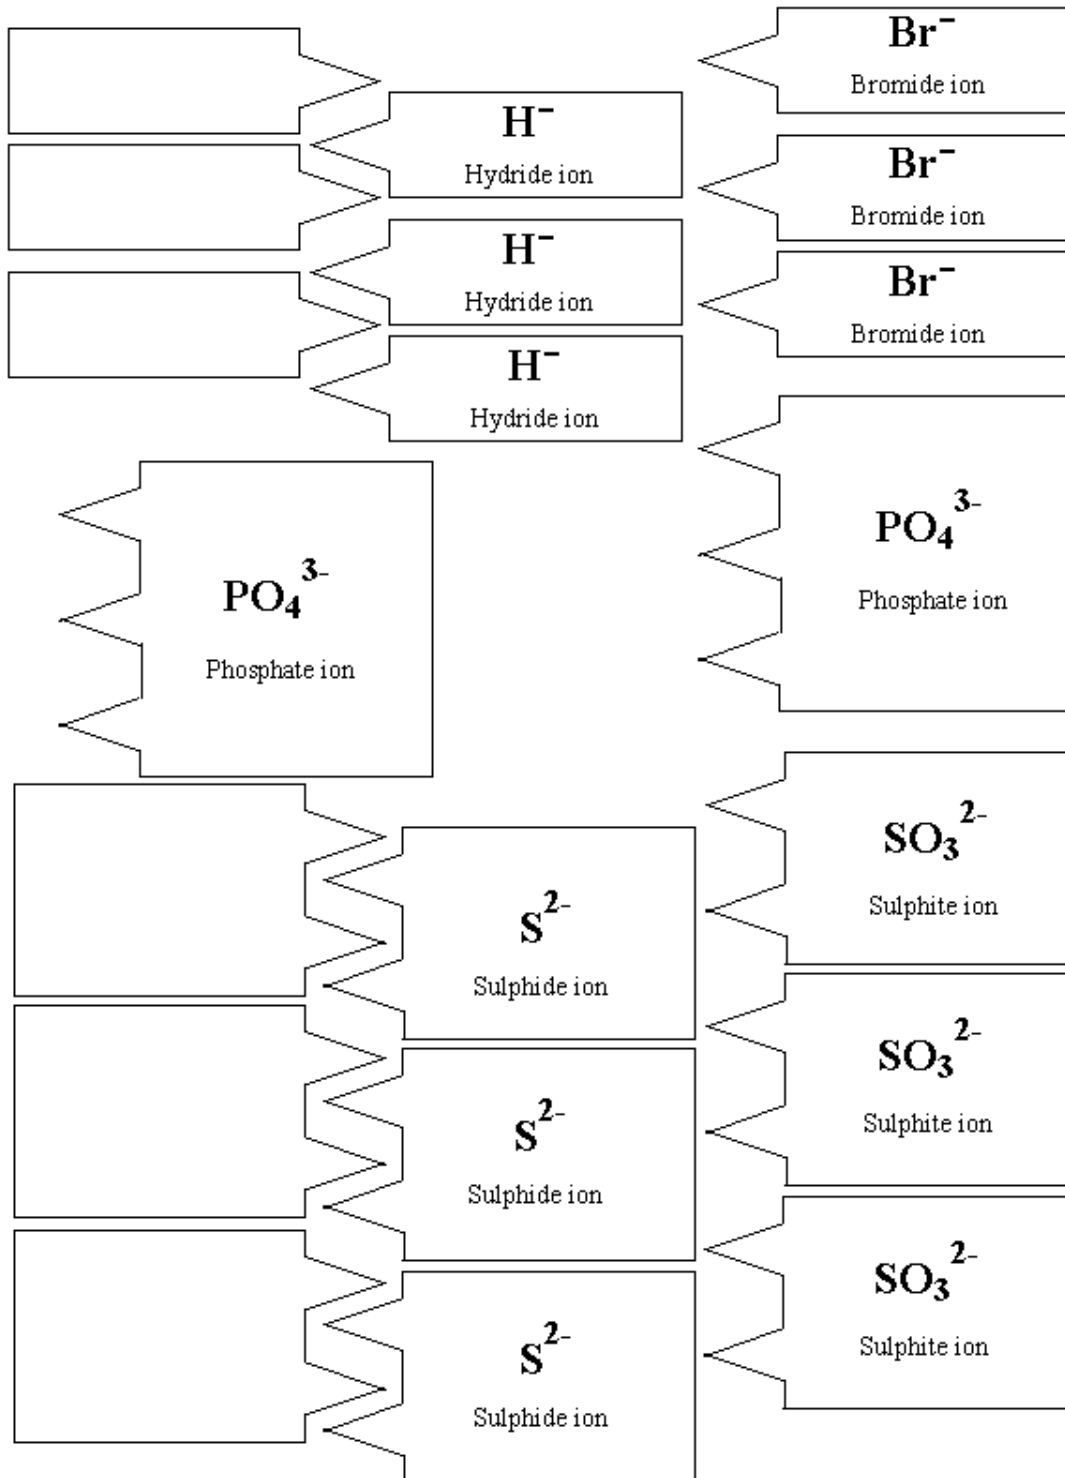 Br⁻
Bromide ion
H⁻
Hydride ion
Br⁻
Bromide ion
H⁻
Hydride ion
Br⁻
Bromide ion
H⁻
Hydride ion
PO₄³⁻
Phosphate ion
PO₄³⁻
Phosphate ion
SO₃²⁻
Sulphite ion
S²⁻
Sulphide ion
SO₃²⁻
Sulphite ion
S²⁻
Sulphide ion
SO₃²⁻
Sulphite ion
S²⁻
Sulphide ion